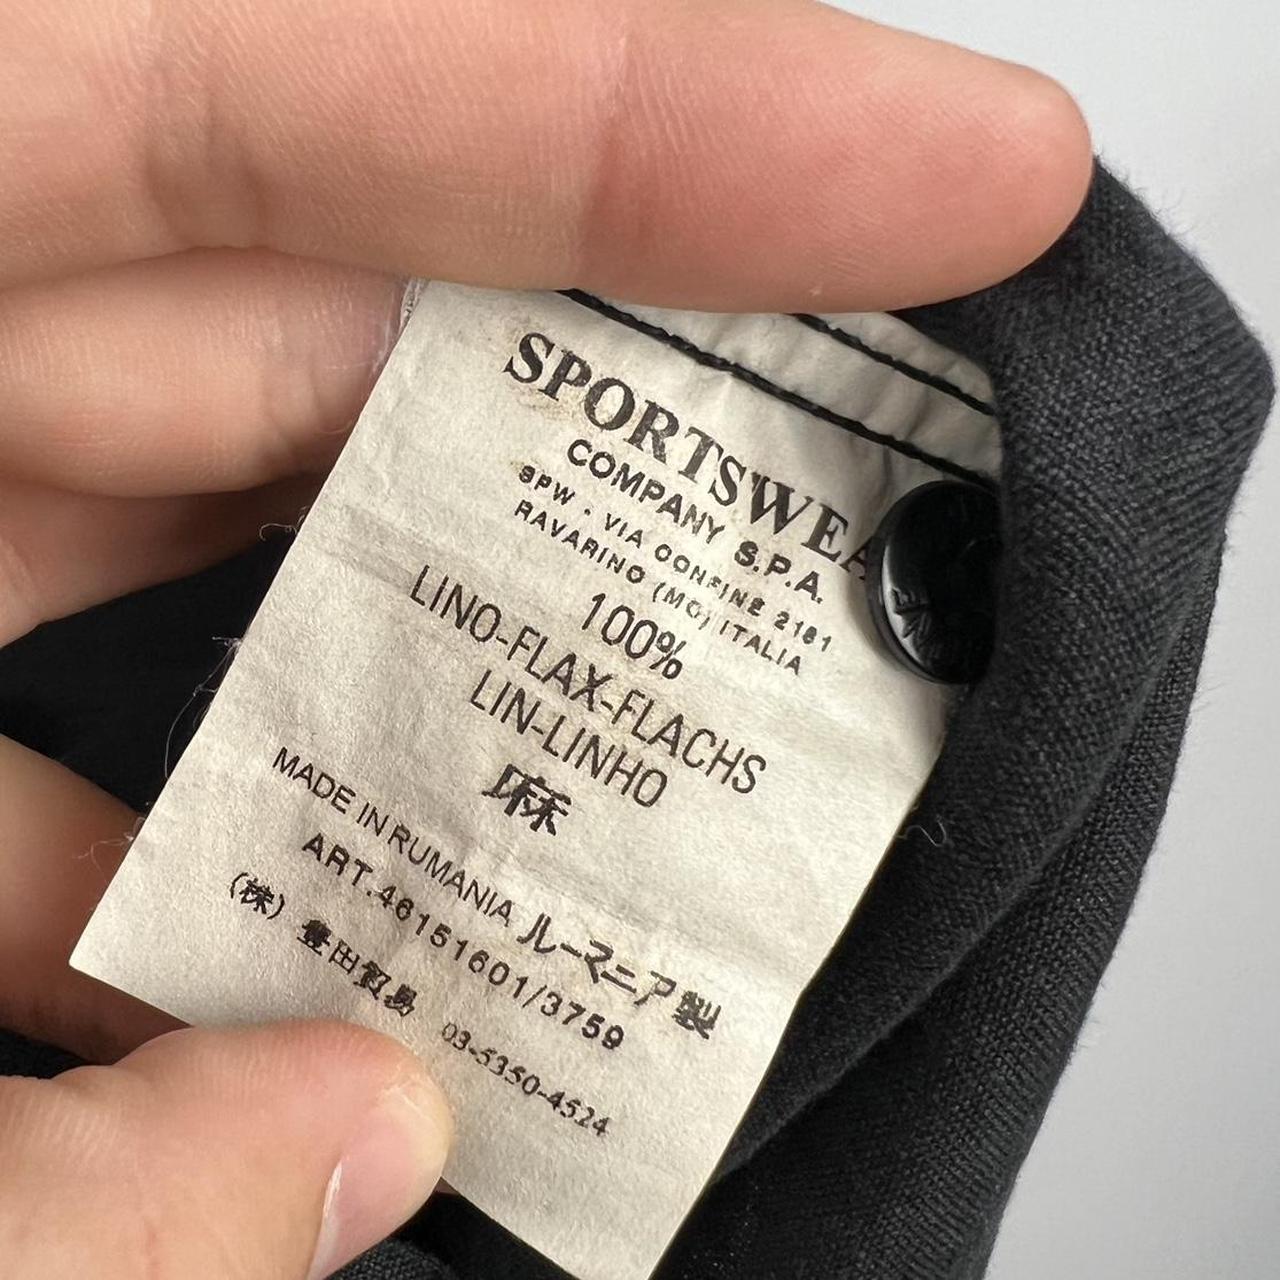 SPORTSWEA
COMPANY S.P.A.
SPW . VIA CONFINE 2161
RAVARINO (MO) ITALIA
100%
LINO-FLAX-FLACHS
LIN-LINHO
麻
MADE IN RUMANIA ルーマニア製
ART.46151601/3759
(株) 豊田貿易 03-5350-4524